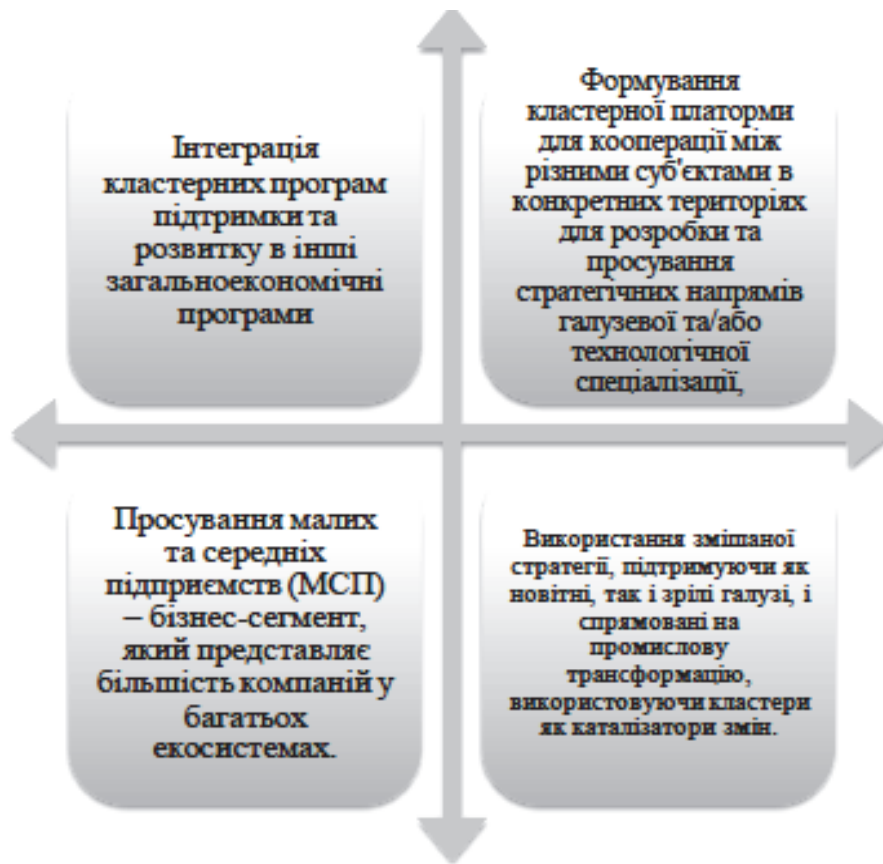 Інтеграція
кластерних програм
підтримки та
розвитку в інші
загальноекономічні
програми
Формування
кластерної платорми
для кооперації між
різними суб'єктами в
конкретних територіях
для розробки та
просування
стратегічних напрямів
галузевої та/або
технологічної
спеціалізації,
Просування малих
та середніх
підприємств (МСП)
– бізнес-сегмент,
який представляє
більшість компаній у
багатьох
екосистемах.
Використання змішаної
стратегії, підтримуючи як
новітні, так і зрілі галузі, і
спрямовані на
промислову
трансформацію,
використовуючи кластери
як каталізатори змін.